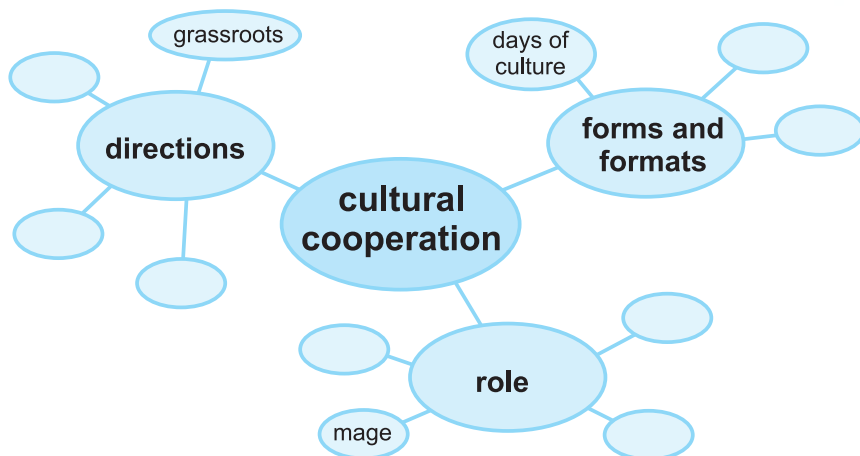 grassroots
days of
culture
directions
forms and
formats
cultural
cooperation
role
mage